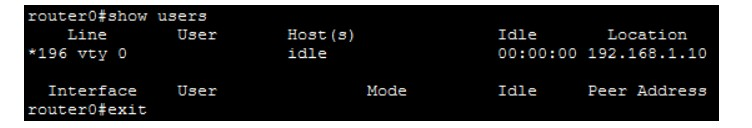 router0#show users
Line User Host(s) Idle Location
*196 vty 0 idle 00:00:00 192.168.1.10
Interface User Mode Idle Peer Address
router0#exit